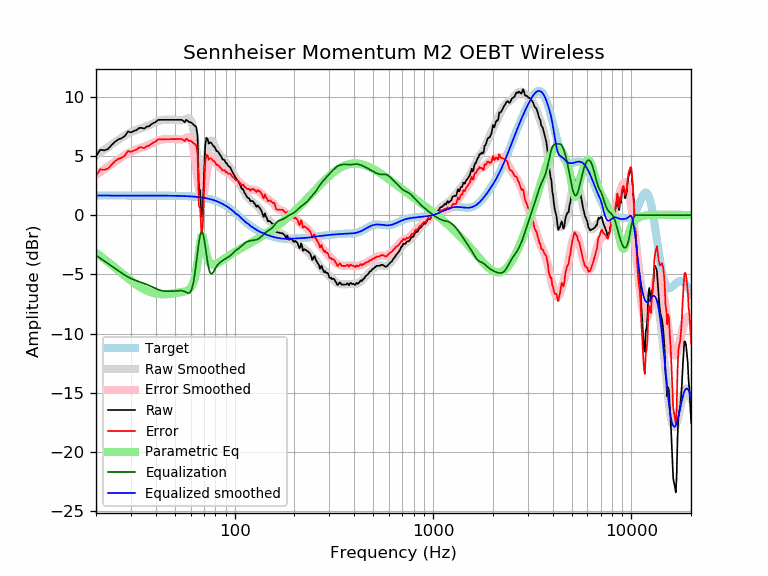 Sennheiser Momentum M2 OEBT Wireless
10
5
0
−5
−10
−15
−20
−25
Amplitude (dBr)
Target
Raw Smoothed
Error Smoothed
Raw
Error
Parametric Eq
Equalization
Equalized smoothed
100 1000 10000
Frequency (Hz)